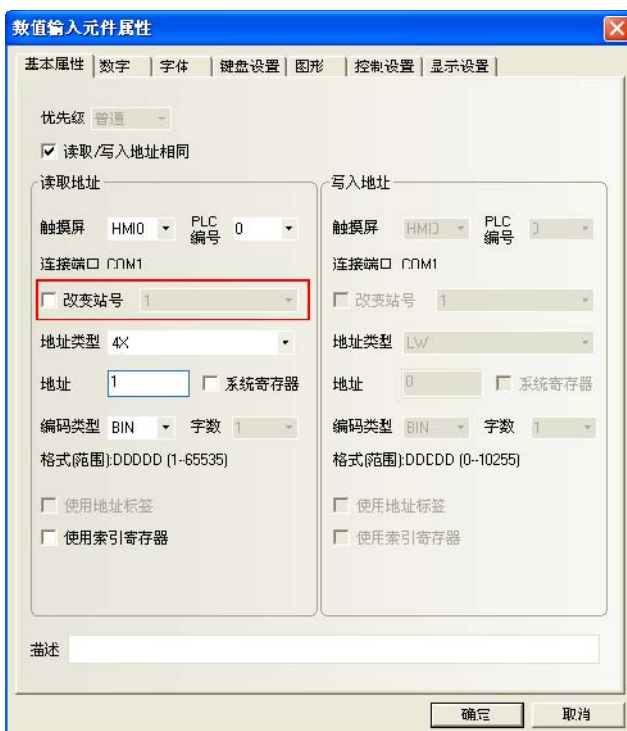 数值输入元件属性
基本属性 数字 字体 键盘设置 图形 控制设置 显示设置
优先级 普通
读取/写入地址相同
读取地址
触摸屏 HMI0 PLC编号 0
连接端口 COM1
改变站号 1
地址类型 4X
地址 1 系统寄存器
编码类型 BIN 字数 1
格式(范围):DDDDD (1~65535)
使用地址标签
使用索引寄存器
写入地址
触摸屏 HMI0 PLC编号 0
连接端口 COM1
改变站号 1
地址类型 LW
地址 0 系统寄存器
编码类型 BIN 字数 1
格式(范围):DDDDD (0~10255)
使用地址标签
使用索引寄存器
描述
确定 取消